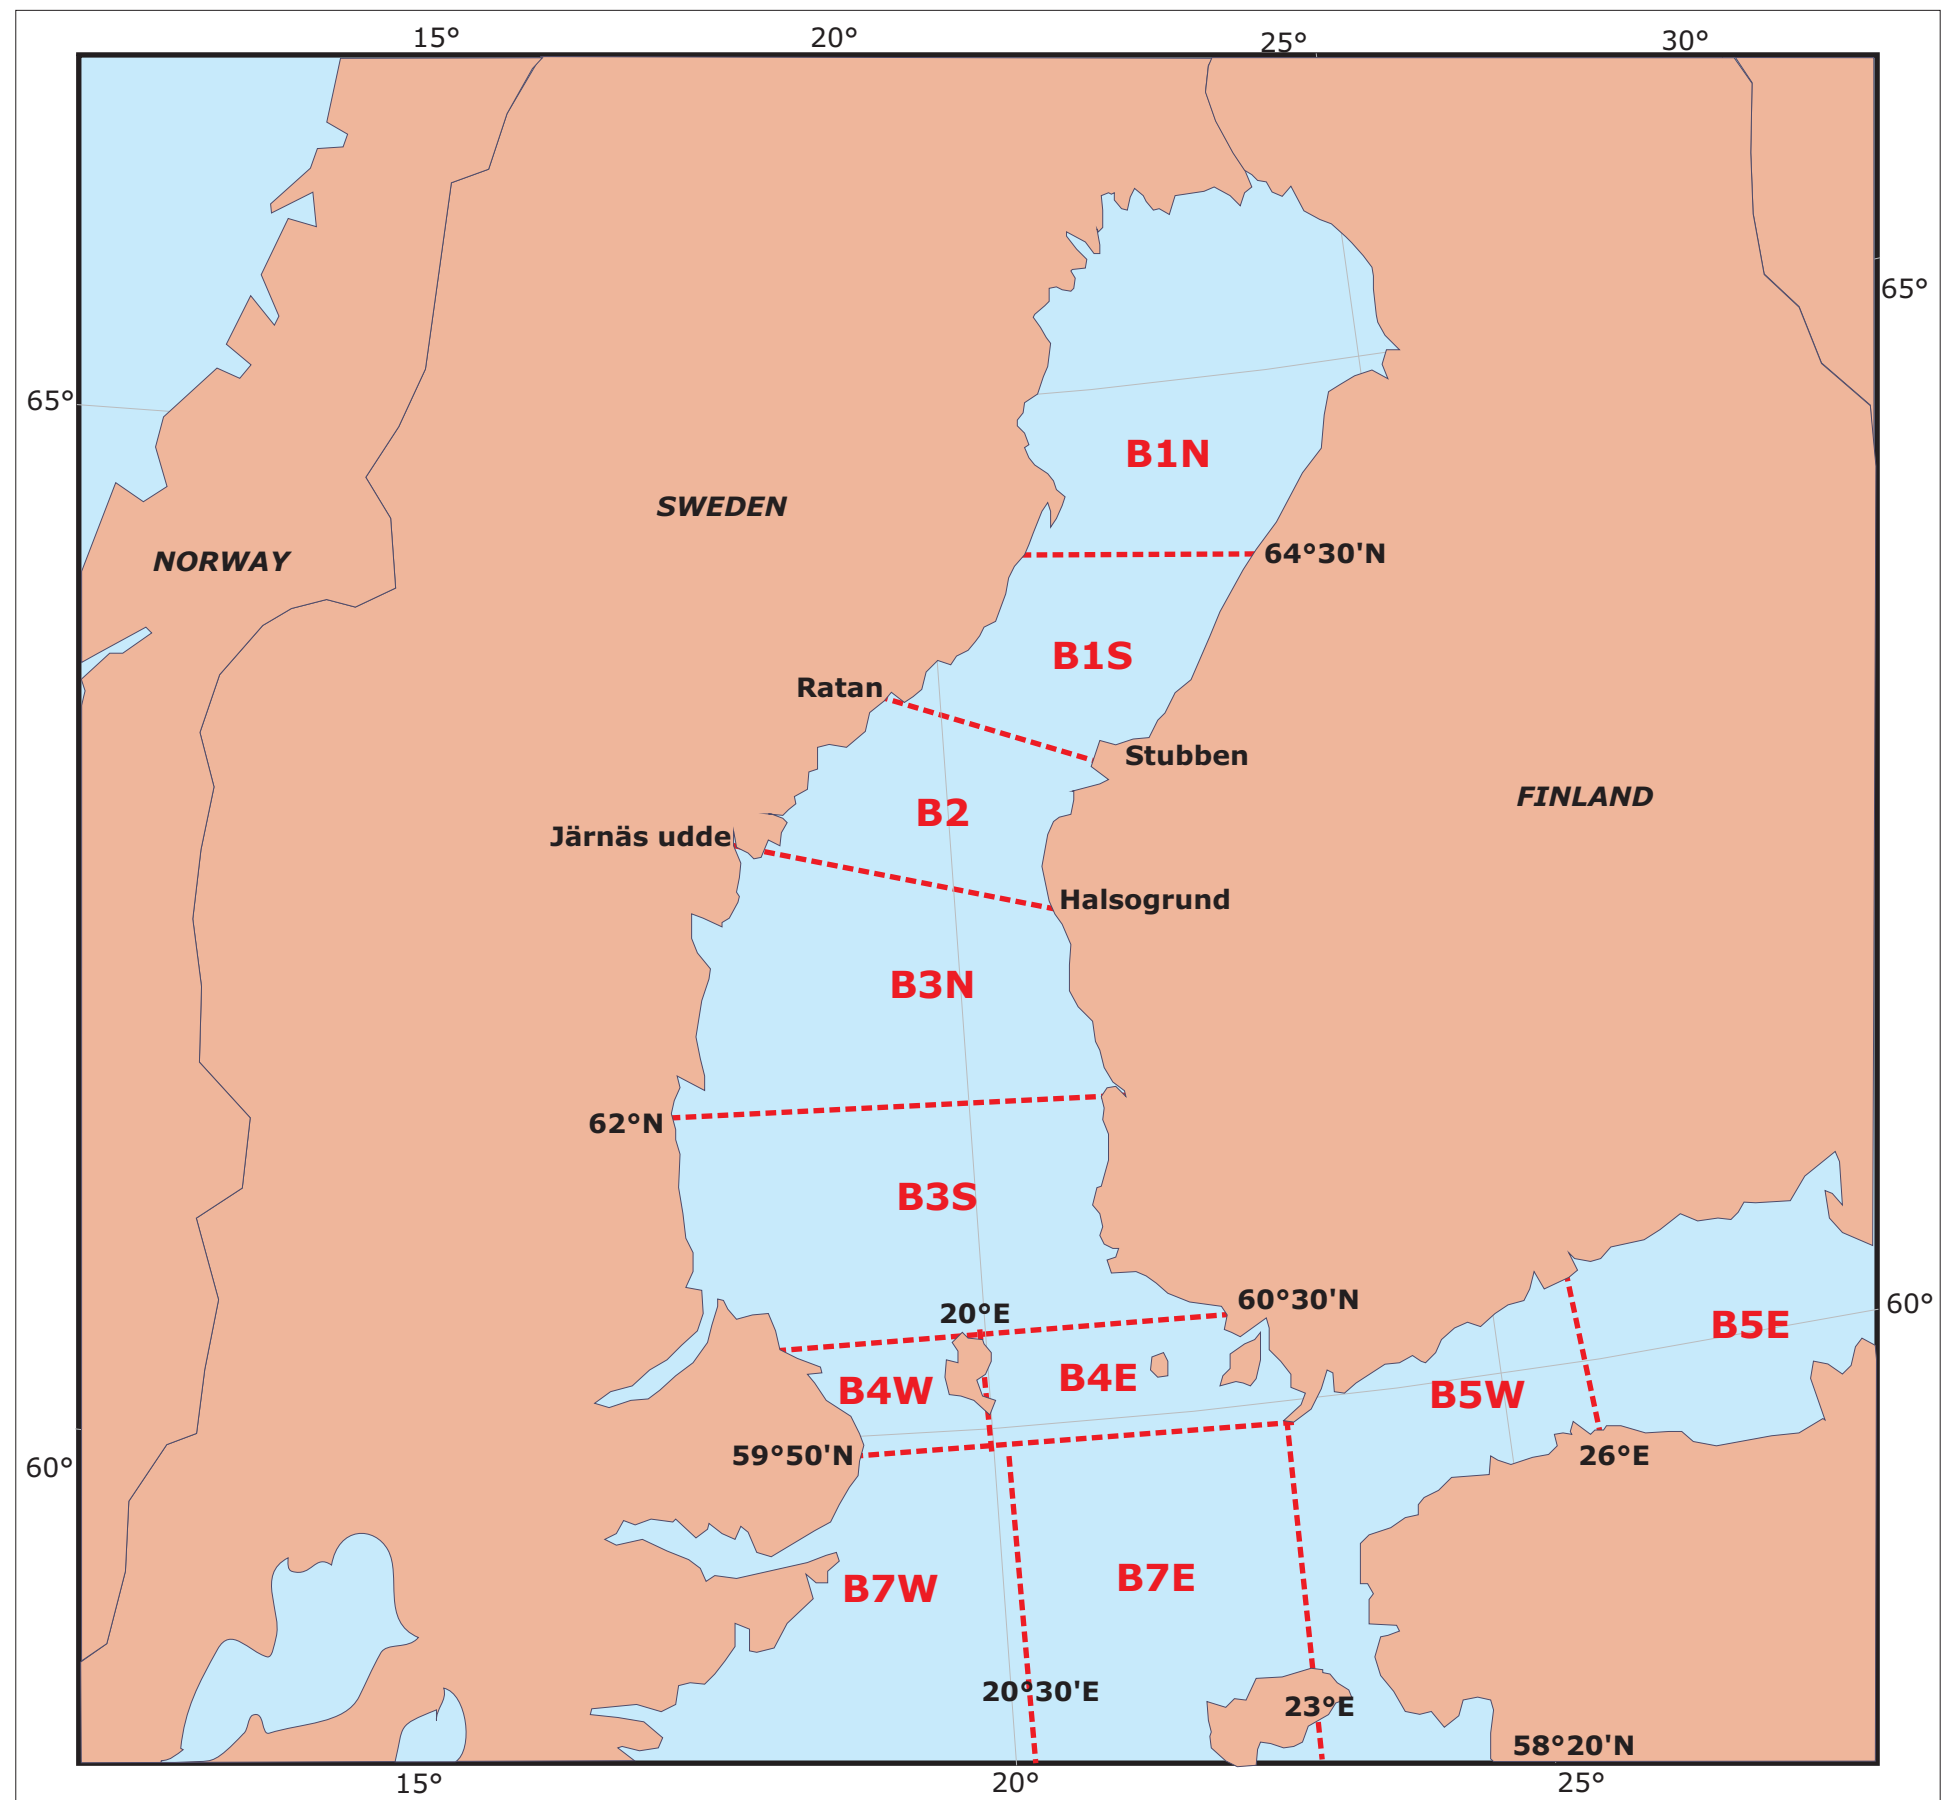 15°
20°
25°
30°
65°
65°
B1N
SWEDEN
NORWAY
64°30'N
B1S
Ratan
Stubben
FINLAND
B2
Järnäs udde
Halsogrund
B3N
62°N
B3S
60°30'N
60°
20°E
B5E
B4E
B4W
B5W
59°50'N
26°E
60°
B7E
B7W
20°30'E
23°E
58°20'N
15°
20°
25°